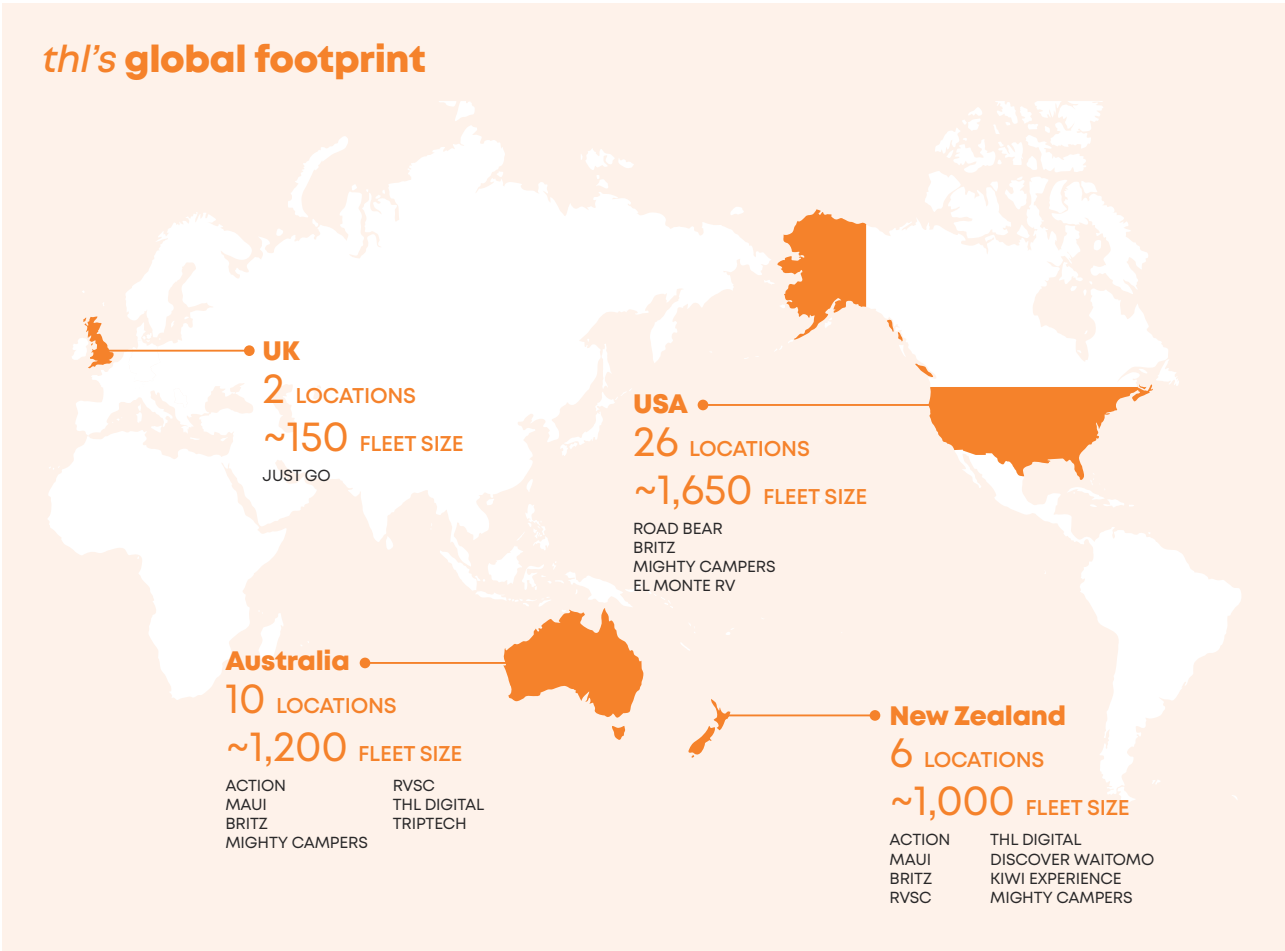 thl's global footprint
UK
2 LOCATIONS
~150 FLEET SIZE
JUST GO
USA
26 LOCATIONS
~1,650 FLEET SIZE
ROAD BEAR
BRITZ
MIGHTY CAMPERS
EL MONTE RV
Australia
10 LOCATIONS
~1,200 FLEET SIZE
ACTION
MAUI
BRITZ
MIGHTY CAMPERS
RVSC
THL DIGITAL
TRIPTECH
New Zealand
6 LOCATIONS
~1,000 FLEET SIZE
ACTION
MAUI
BRITZ
RVSC
THL DIGITAL
DISCOVER WAITOMO
KIWI EXPERIENCE
MIGHTY CAMPERS